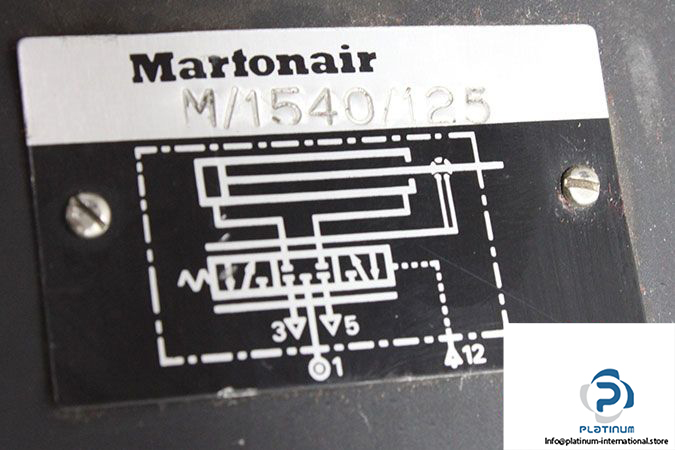 Martonair
M/1540/125
3
5
1
12
PLATINUM
Info@platinum-international.store